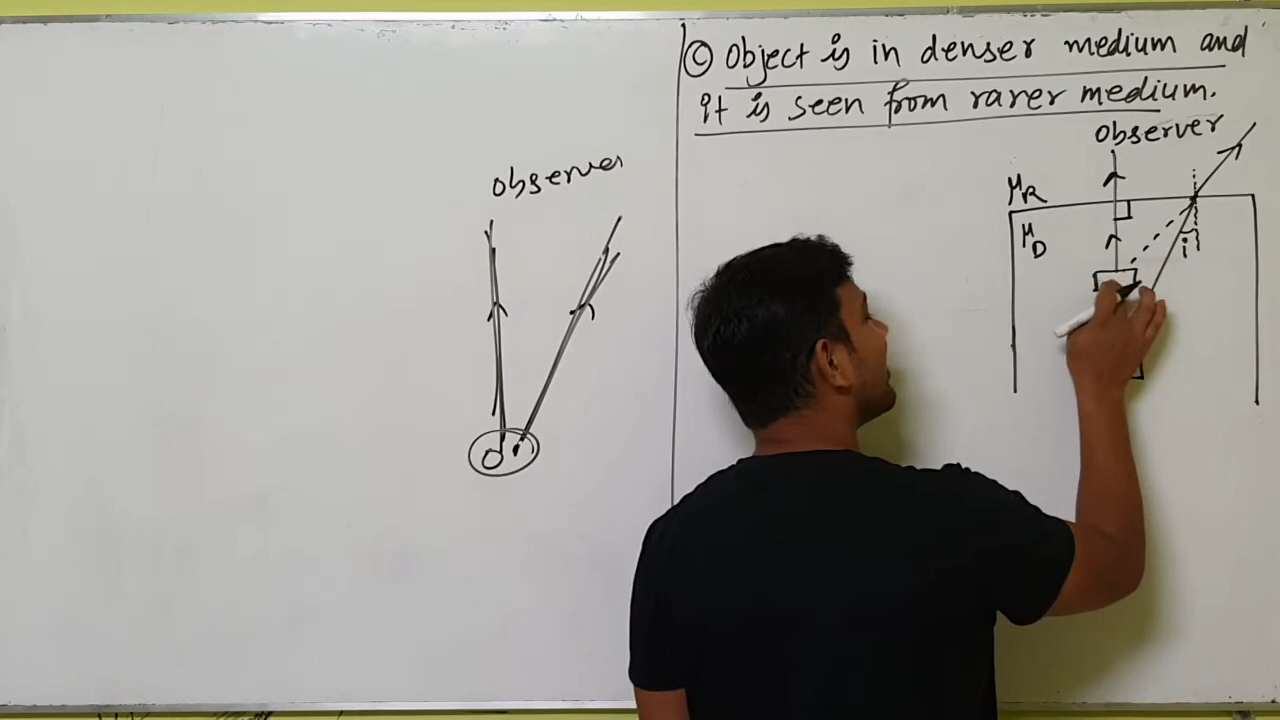 © Object is in denser medium and
it is seen from rarer medium.
Observer
Observer
μR
μD
i
O